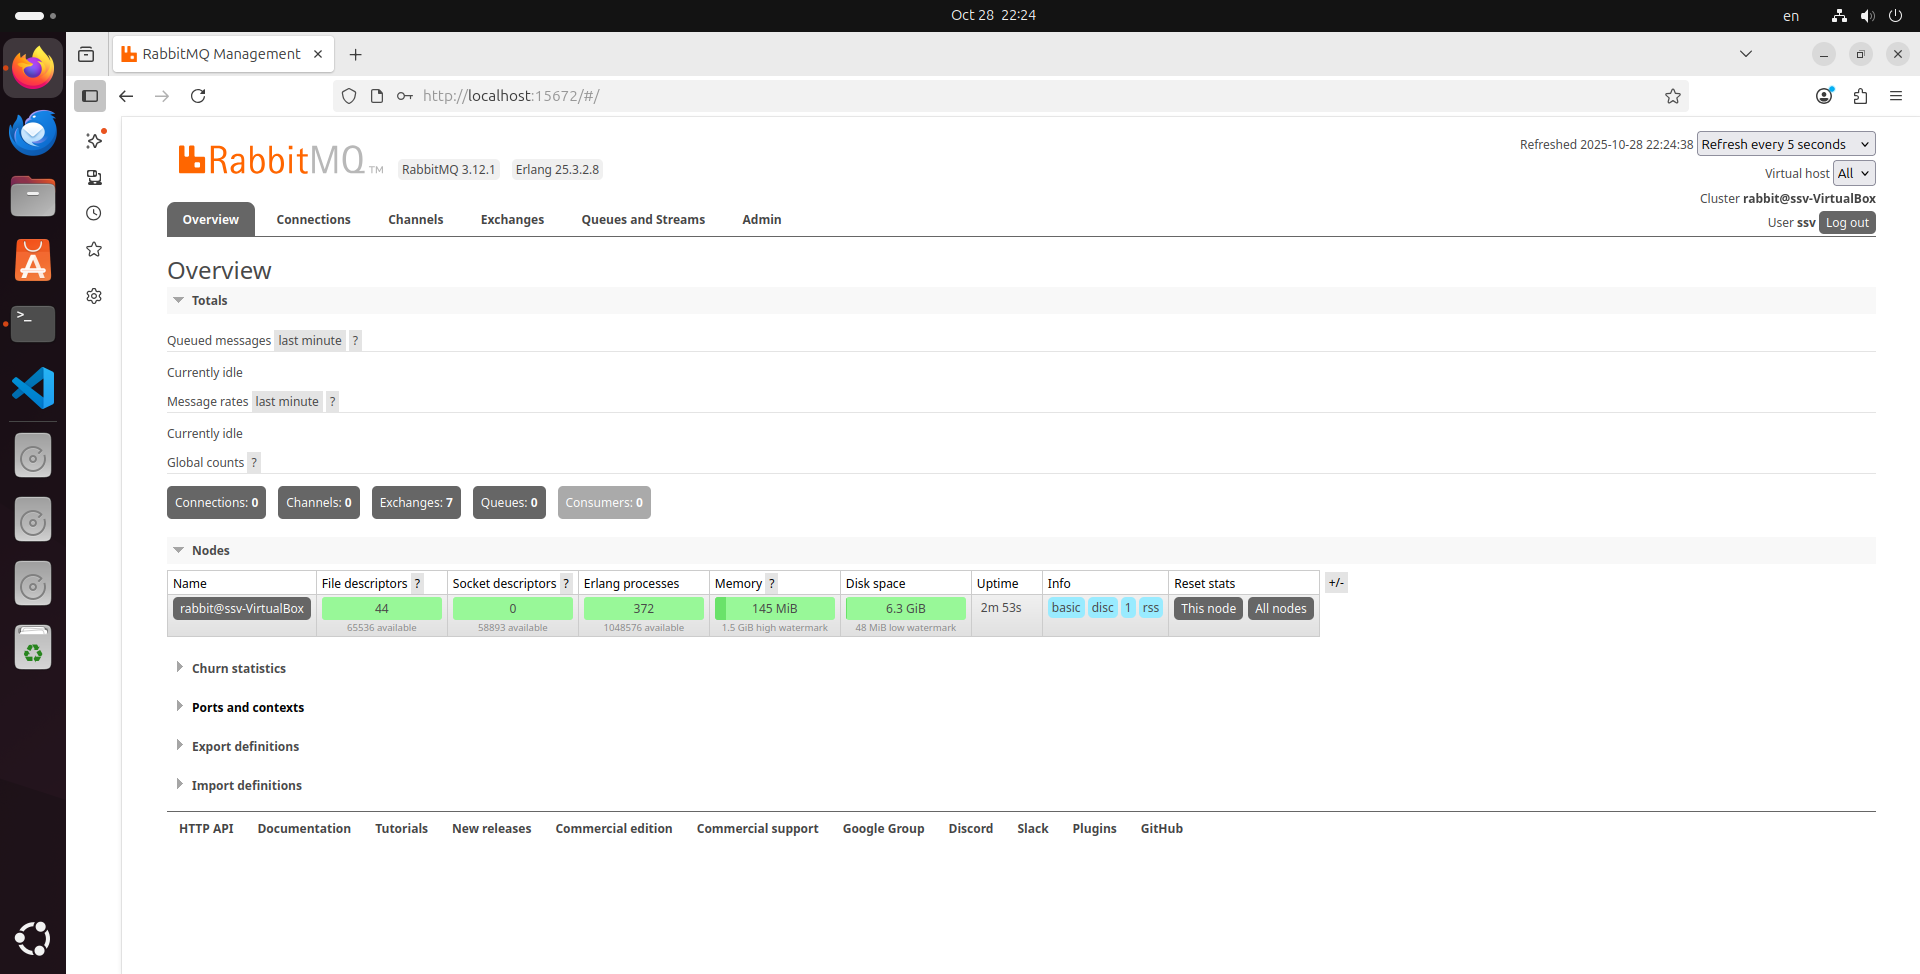 Oct 28 22:24
en
RabbitMQ Management
http://localhost:15672/#/
Refreshed 2025-10-28 22:24:38 Refresh every 5 seconds
RabbitMQ TM RabbitMQ 3.12.1 Erlang 25.3.2.8
Virtual host All
Cluster rabbit@ssv-VirtualBox
User ssv Log out
Overview Connections Channels Exchanges Queues and Streams Admin
Overview
Totals
Queued messages last minute ?
Currently idle
Message rates last minute ?
Currently idle
Global counts ?
Connections: 0 Channels: 0 Exchanges: 7 Queues: 0 Consumers: 0
Nodes
Name File descriptors ? Socket descriptors ? Erlang processes Memory ? Disk space Uptime Info Reset stats +/-
rabbit@ssv-VirtualBox 44 0 372 145 MiB 6.3 GiB 2m 53s basic disc 1 rss This node All nodes
65536 available 58893 available 1048576 available 1.5 GiB high watermark 48 MiB low watermark
Churn statistics
Ports and contexts
Export definitions
Import definitions
HTTP API Documentation Tutorials New releases Commercial edition Commercial support Google Group Discord Slack Plugins GitHub